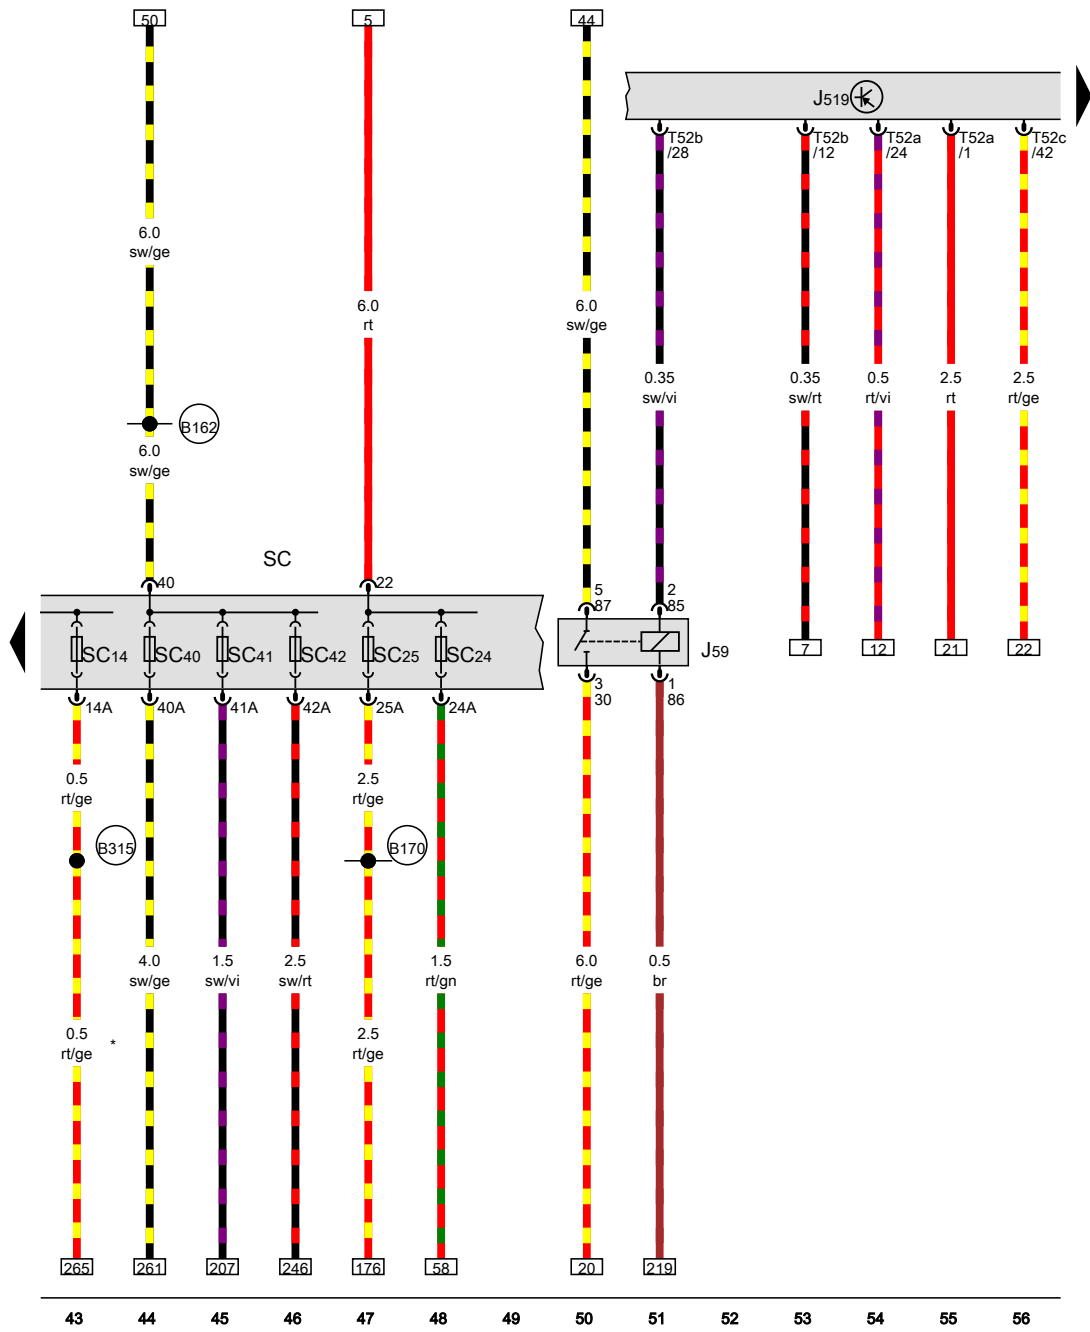 50
5
44
J519
T52b
/28
T52b
/12
T52a
/24
T52a
/1
T52c
/42
6.0
sw/ge
6.0
rt
6.0
sw/ge
0.35
sw/vi
0.35
sw/rt
0.5
rt/vi
2.5
rt
2.5
rt/ge
B162
6.0
sw/ge
SC
40
22
5
87
2
85
SC14
SC40
SC41
SC42
SC25
SC24
J59
7
12
21
22
14A
40A
41A
42A
25A
24A
3
30
1
86
0.5
rt/ge
2.5
rt/ge
B315
B170
4.0
sw/ge
1.5
sw/vi
2.5
sw/rt
1.5
rt/gn
6.0
rt/ge
0.5
br
0.5
rt/ge
*
2.5
rt/ge
265
261
207
246
176
58
20
219
43 44 45 46 47 48 49 50 51 52 53 54 55 56